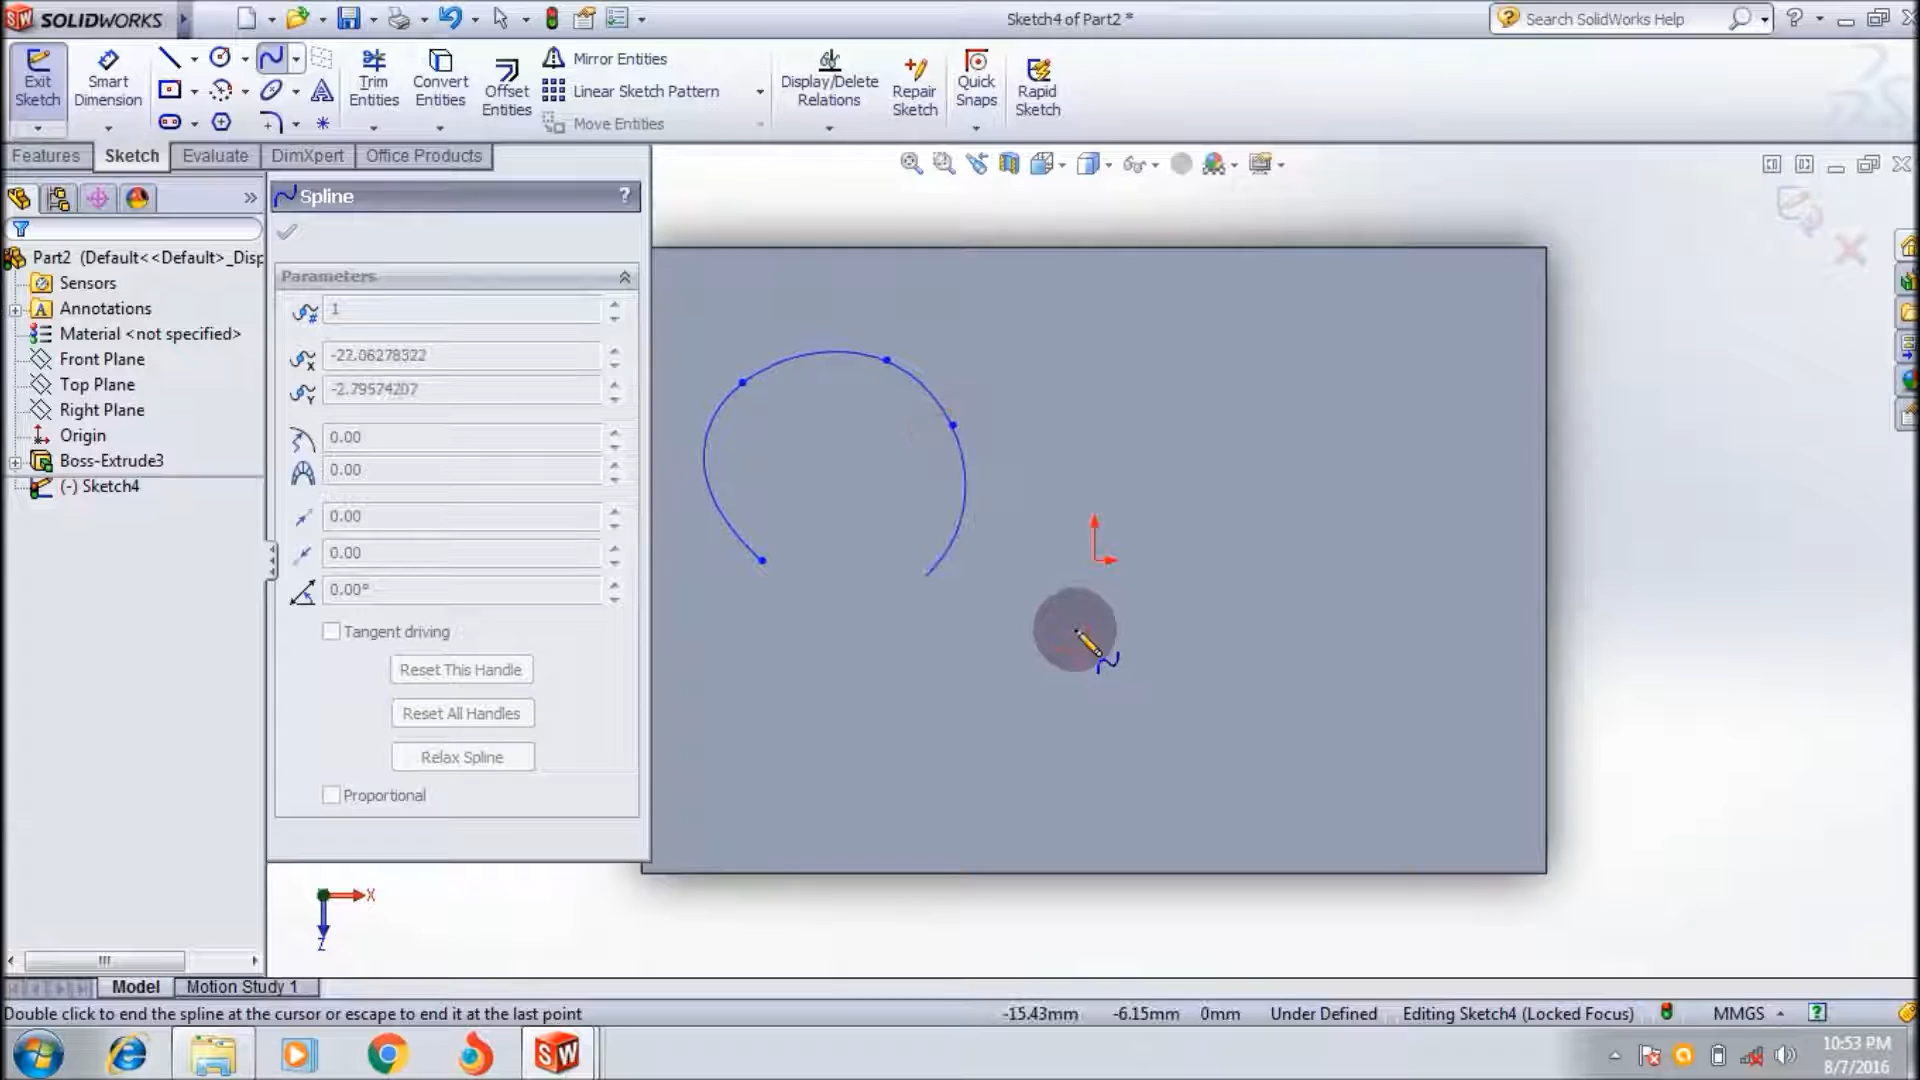 SOLIDWORKS
Sketch4 of Part2 *
Search SolidWorks Help
Exit Sketch
Smart Dimension
Trim Entities
Convert Entities
Offset Entities
Mirror Entities
Linear Sketch Pattern
Move Entities
Display/Delete Relations
Repair Sketch
Quick Snaps
Rapid Sketch
Features
Sketch
Evaluate
DimXpert
Office Products
Spline
?
Parameters
1
-22.06278322
-2.79574207
0.00
0.00
0.00
0.00
0.00°
Tangent driving
Reset This Handle
Reset All Handles
Relax Spline
Proportional
Part2 (Default<<Default>_Disp
Sensors
Annotations
Material <not specified>
Front Plane
Top Plane
Right Plane
Origin
Boss-Extrude3
(-) Sketch4
X
Z
Model
Motion Study 1
Double click to end the spline at the cursor or escape to end it at the last point
-15.43mm
-6.15mm
0mm
Under Defined
Editing Sketch4 (Locked Focus)
MMGS
?
10:53 PM
8/7/2016